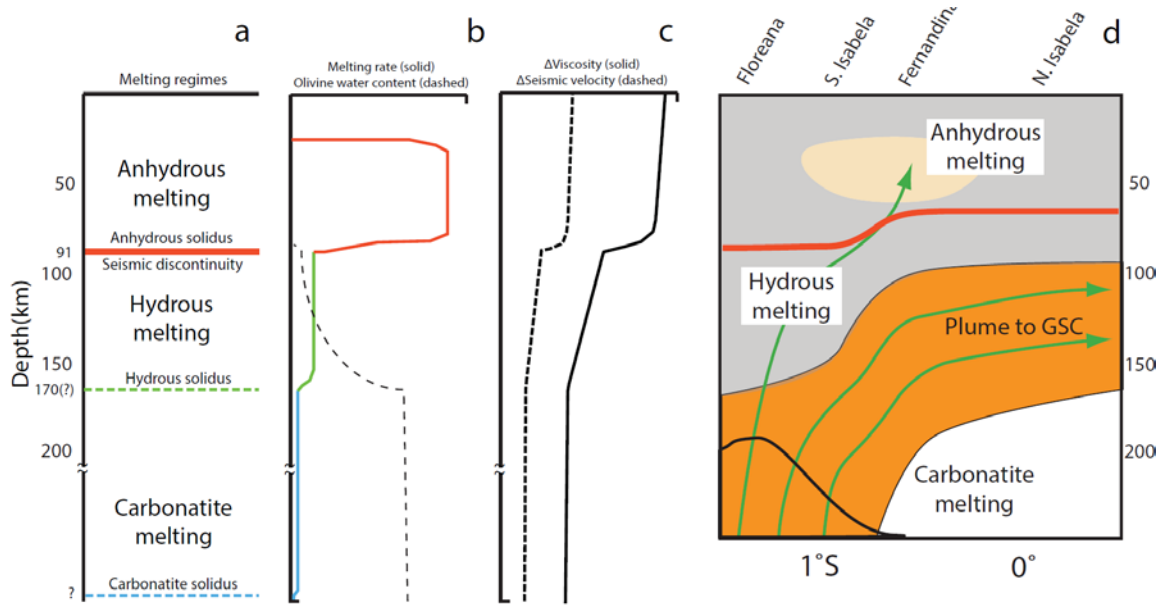 a
Melting regimes
Depth(km)
50
91
100
150
170(?)
200
?
Anhydrous
melting
Anhydrous solidus
Seismic discontinuity
Hydrous
melting
Hydrous solidus
Carbonatite
melting
Carbonatite solidus
b
Melting rate (solid)
Olivine water content (dashed)
c
ΔViscosity (solid)
ΔSeismic velocity (dashed)
d
Floreana
S. Isabela
Fernandina
N. Isabela
Anhydrous
melting
Hydrous
melting
Plume to GSC
Carbonatite
melting
50
100
150
200
1°S
0°